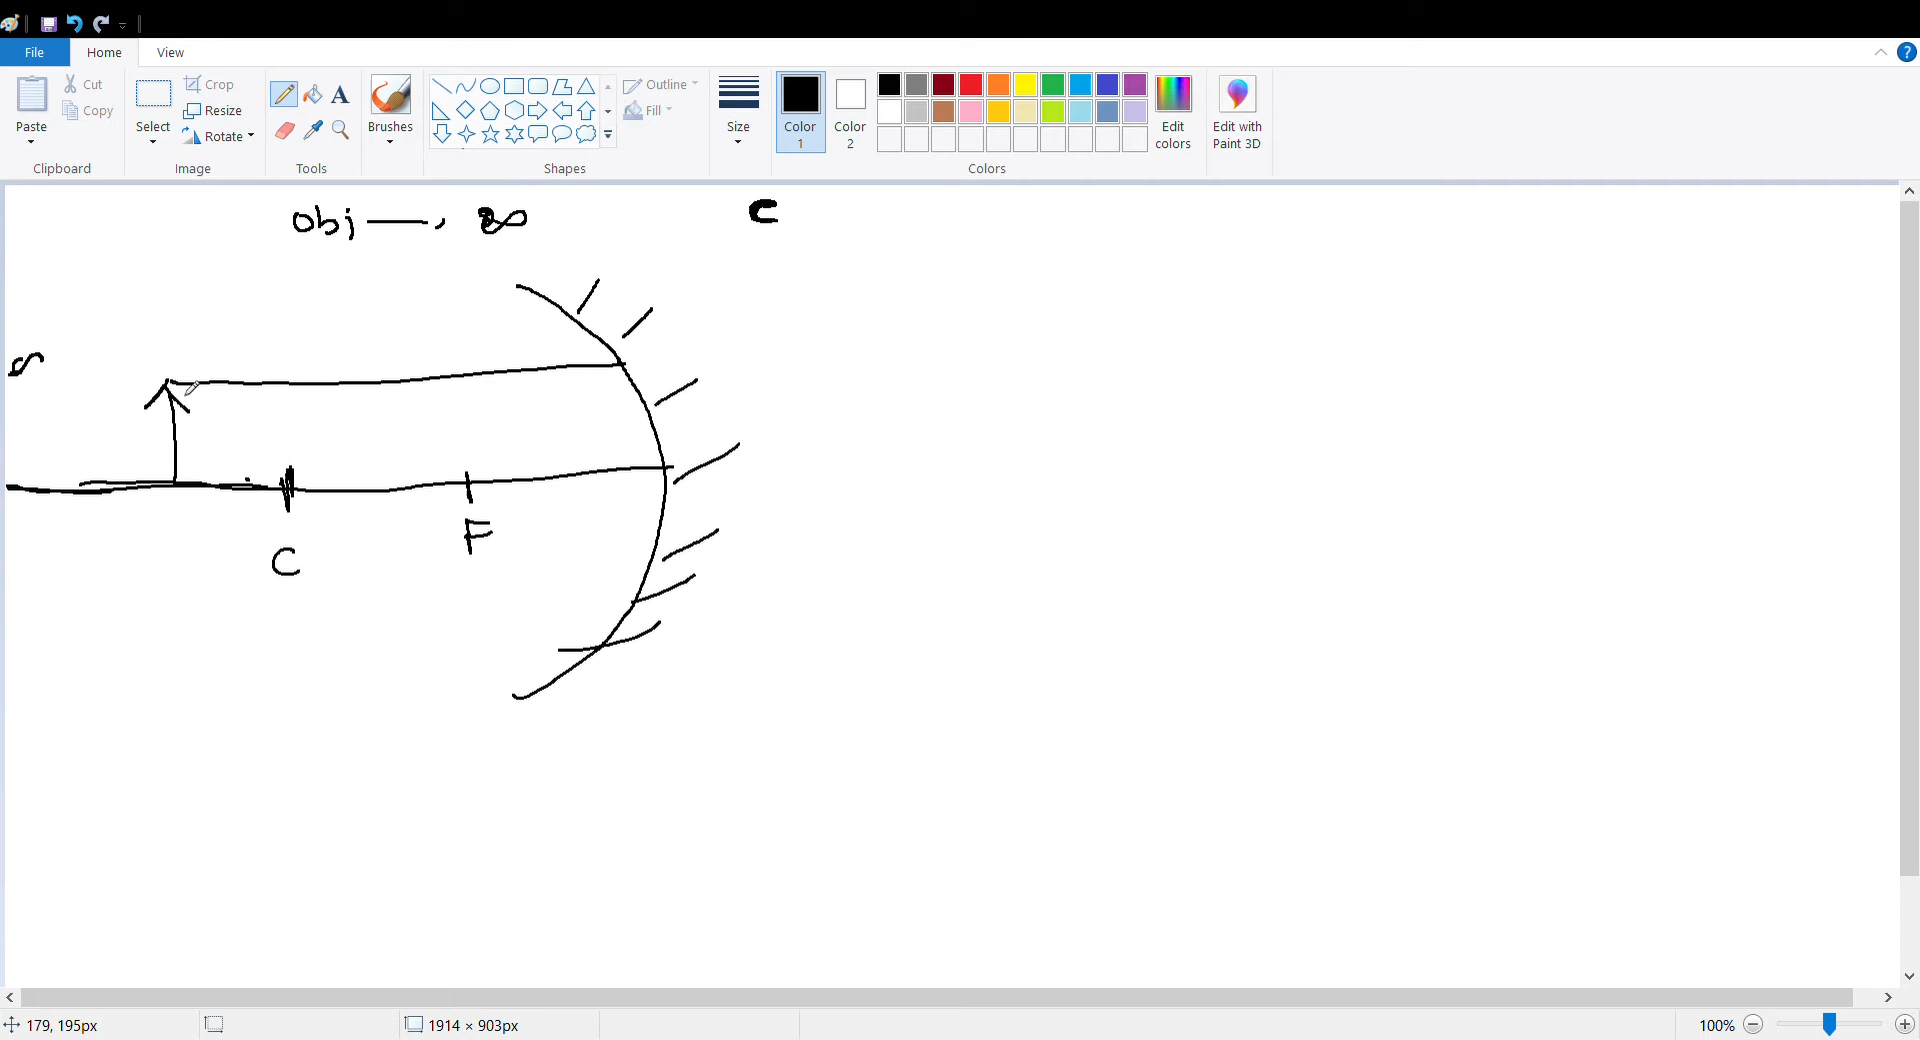 File Home View
Paste Cut Copy Clipboard
Select Crop Resize Rotate Image
A Tools
Brushes
Outline Fill Shapes
Size
Color 1 Color 2 Edit colors Colors
Edit with Paint 3D
obj ∞
C
∞
F
C
179, 195px 1914 × 903px 100%